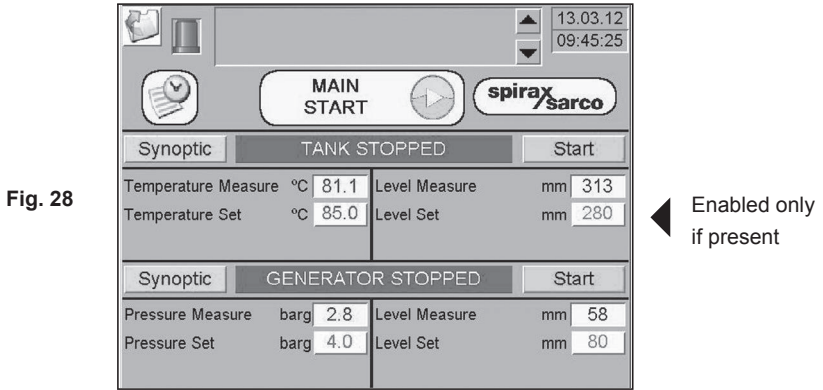 13.03.12
09:45:25
MAIN
START
spirax
sarco
Synoptic TANK STOPPED Start
Temperature Measure ºC 81.1 Level Measure mm 313
Temperature Set ºC 85.0 Level Set mm 280
Fig. 28
Enabled only
if present
Synoptic GENERATOR STOPPED Start
Pressure Measure barg 2.8 Level Measure mm 58
Pressure Set barg 4.0 Level Set mm 80